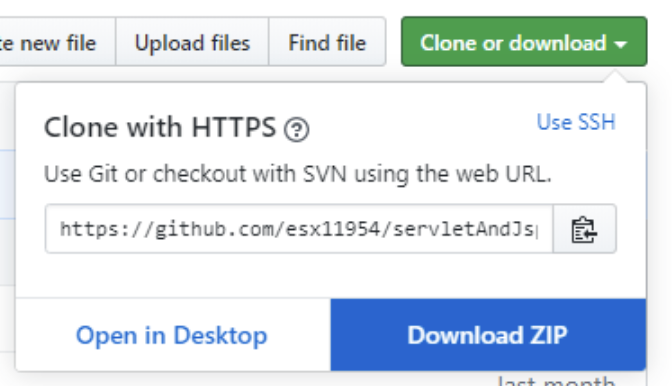 te new file
Upload files
Find file
Clone or download
Clone with HTTPS
Use SSH
Use Git or checkout with SVN using the web URL.
https://github.com/esx11954/servletAndJs
Open in Desktop
Download ZIP
last month